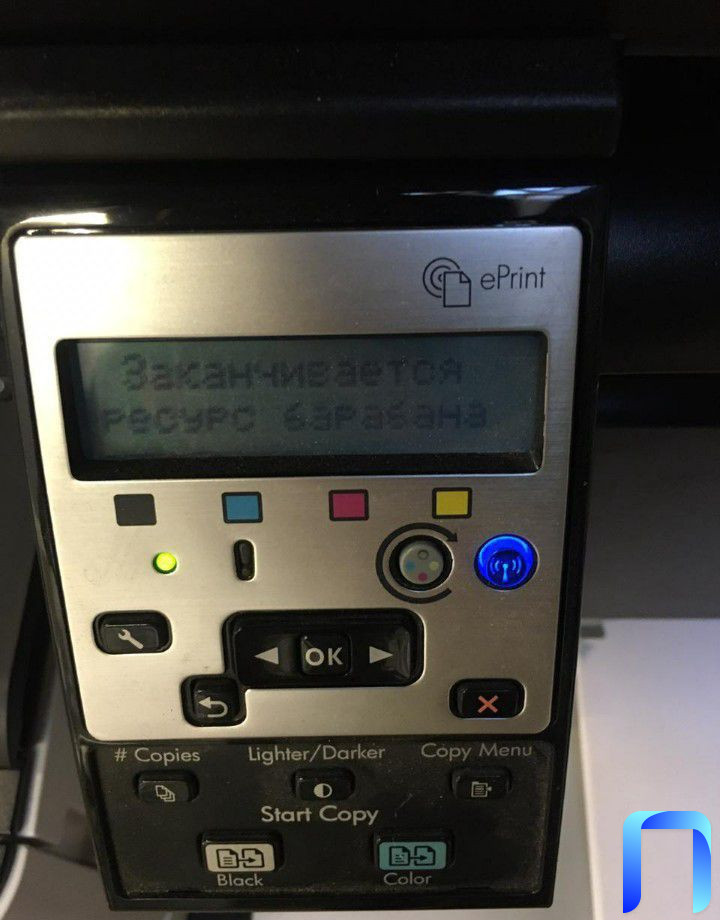 ePrint
Заканчивается
ресурс барабана
OK
# Copies
Lighter/Darker
Copy Menu
Start Copy
Black
Color